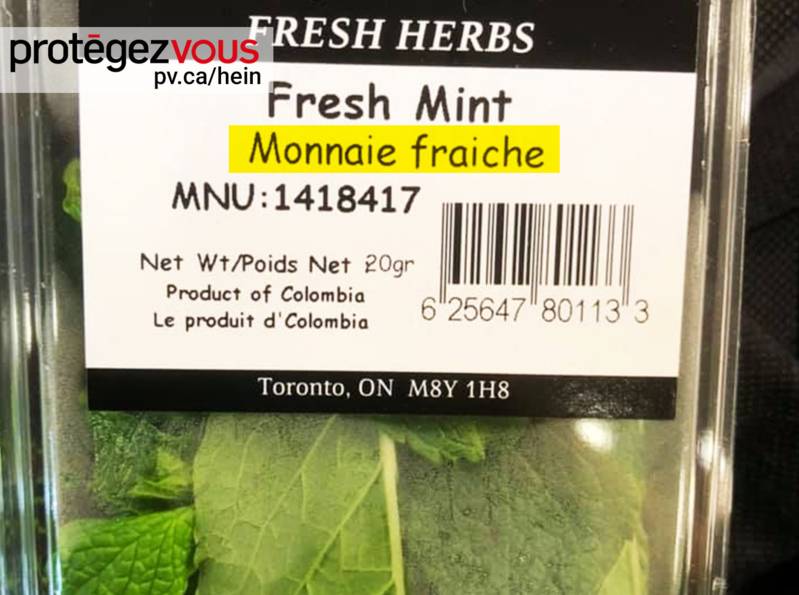 FRESH HERBS
protēgezvous
pv.ca/hein
Fresh Mint
Monnaie fraiche
MNU:1418417
Net Wt/Poids Net 20gr
Product of Colombia
Le produit d'Colombia
6 25647 80113 3
Toronto, ON M8Y 1H8